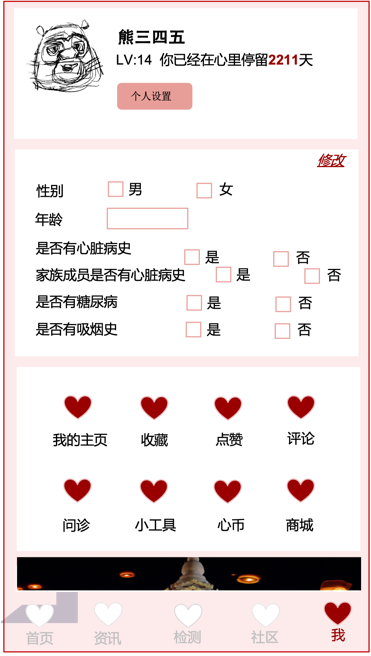 熊三四五
LV:14 你已经在心里停留2211天
个人设置
修改
性别 男 女
年龄
是否有心脏病史 是 否
家族成员是否有心脏病史 是 否
是否有糖尿病 是 否
是否有吸烟史 是 否
我的主页 收藏 点赞 评论
问诊 小工具 心币 商城
首页 资讯 检测 社区 我